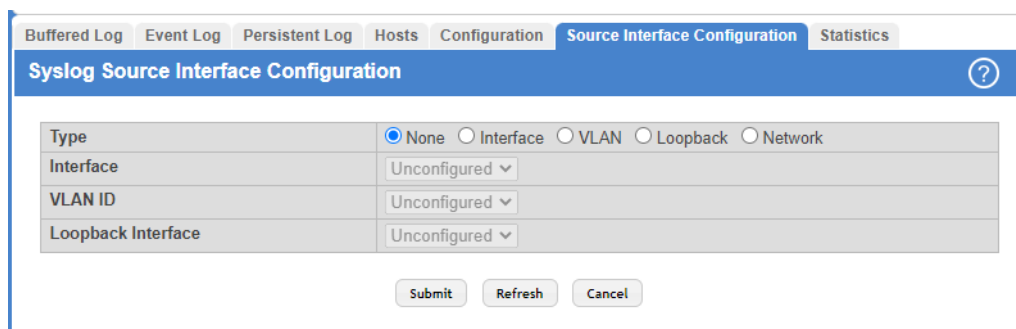 Buffered Log Event Log Persistent Log Hosts Configuration Source Interface Configuration Statistics
Syslog Source Interface Configuration ?
Type None Interface VLAN Loopback Network
Interface Unconfigured
VLAN ID Unconfigured
Loopback Interface Unconfigured
Submit Refresh Cancel